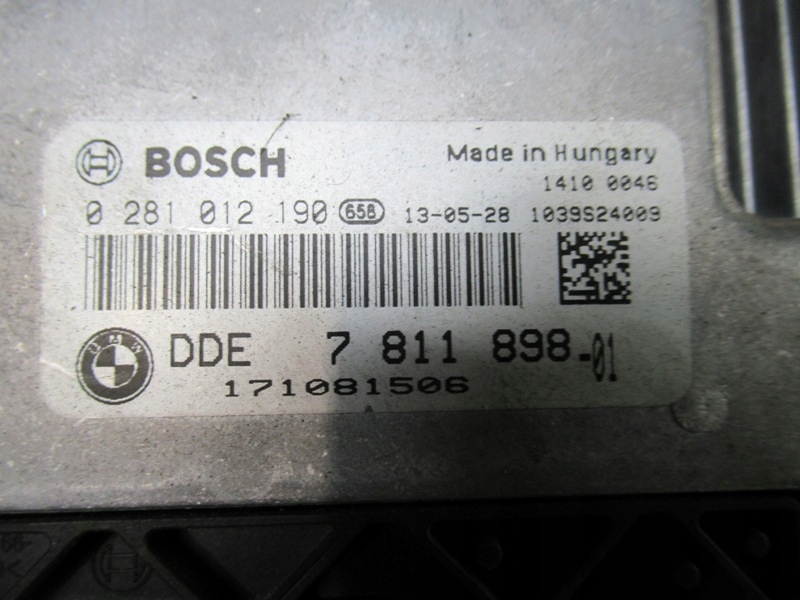 BOSCH Made in Hungary
1410 0046
0 281 012 190 658 13-05-28 1039S24009
BMW DDE 7 811 898-01
171081506